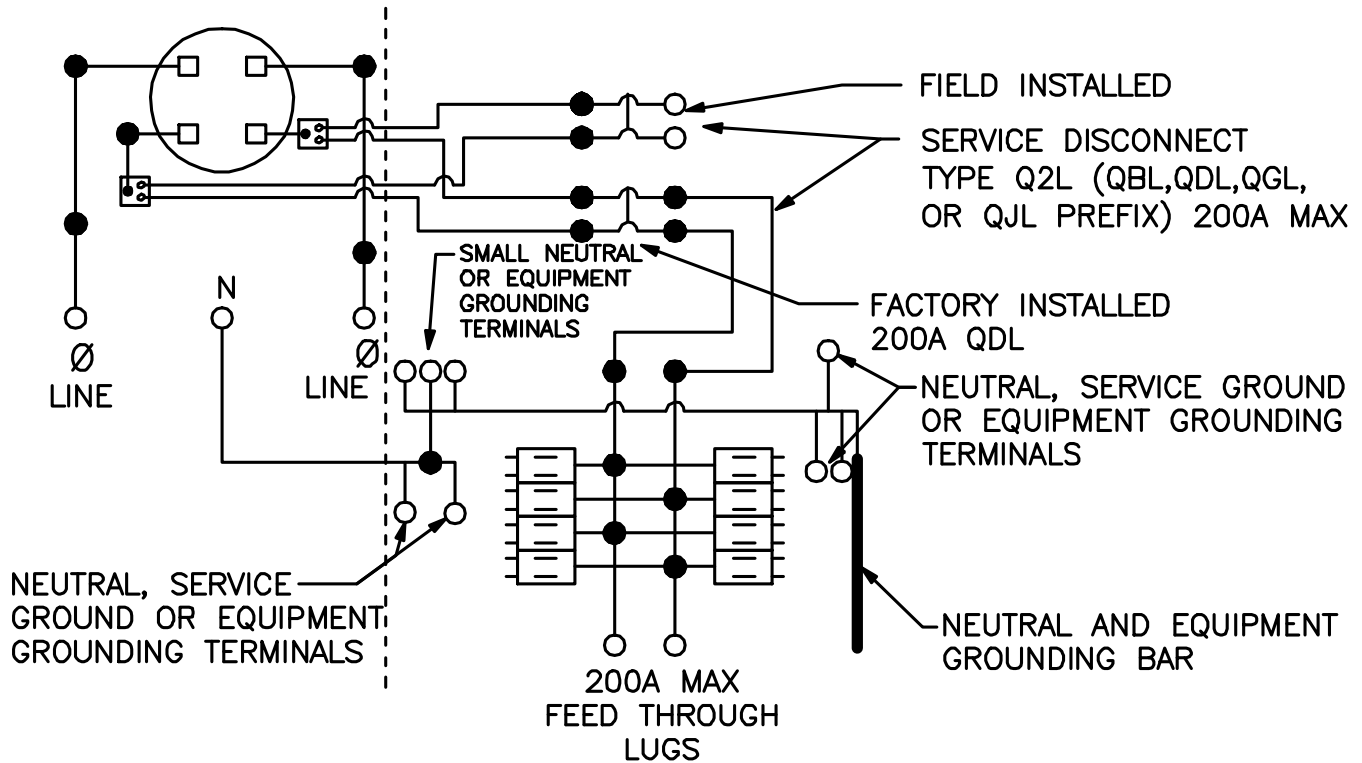 FIELD INSTALLED
SERVICE DISCONNECT
TYPE Q2L (QBL,QDL,QGL,
OR QJL PREFIX) 200A MAX
SMALL NEUTRAL
OR EQUIPMENT
GROUNDING
TERMINALS
N
FACTORY INSTALLED
200A QDL
Ø
LINE
Ø
LINE
NEUTRAL, SERVICE GROUND
OR EQUIPMENT GROUNDING
TERMINALS
NEUTRAL, SERVICE
GROUND OR EQUIPMENT
GROUNDING TERMINALS
NEUTRAL AND EQUIPMENT
GROUNDING BAR
200A MAX
FEED THROUGH
LUGS